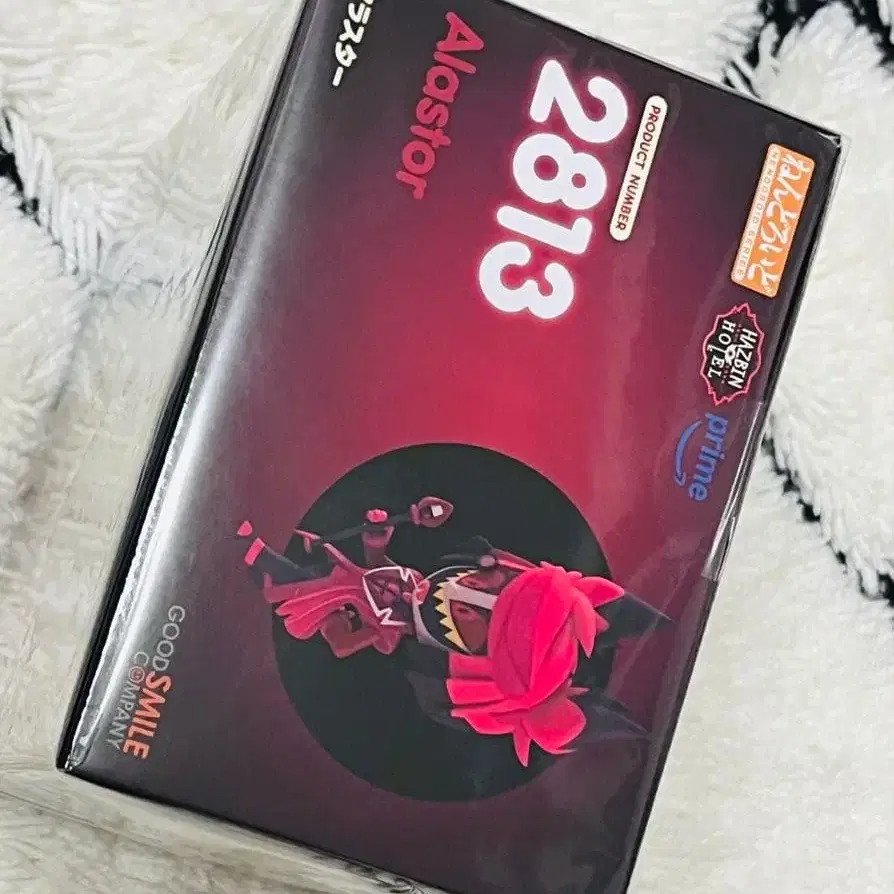 ねんどろいど
NENDOROID SERIES
HAZBIN
HOTEL
prime
PRODUCT NUMBER
2813
Alastor
ラスター
GOOD SMILE
COMPANY